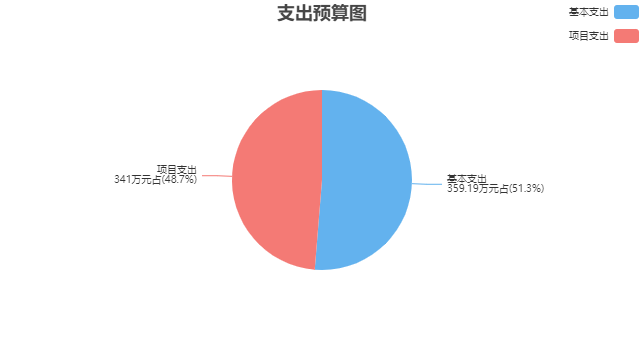 支出预算图
基本支出
项目支出
项目支出
341万元占(48.7%)
基本支出
359.19万元占(51.3%)